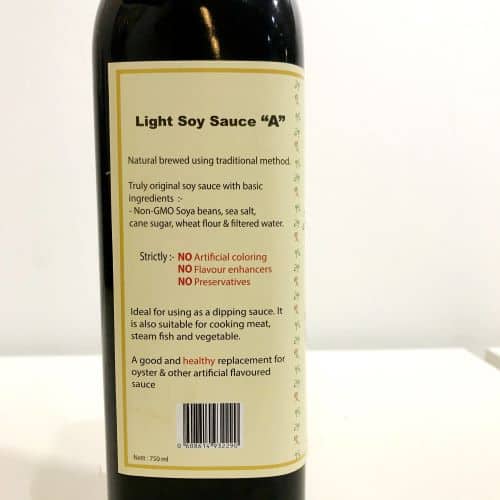 Light Soy Sauce “A”
Natural brewed using traditional method.
Truly original soy sauce with basic
ingredients :-
- Non-GMO Soya beans, sea salt,
cane sugar, wheat flour & filtered water.
Strictly :- NO Artificial coloring
NO Flavour enhancers
NO Preservatives
Ideal for using as a dipping sauce. It
is also suitable for cooking meat,
steam fish and vegetable.
A good and healthy replacement for
oyster & other artificial flavoured
sauce
0 608614 932290
Nett : 750 ml